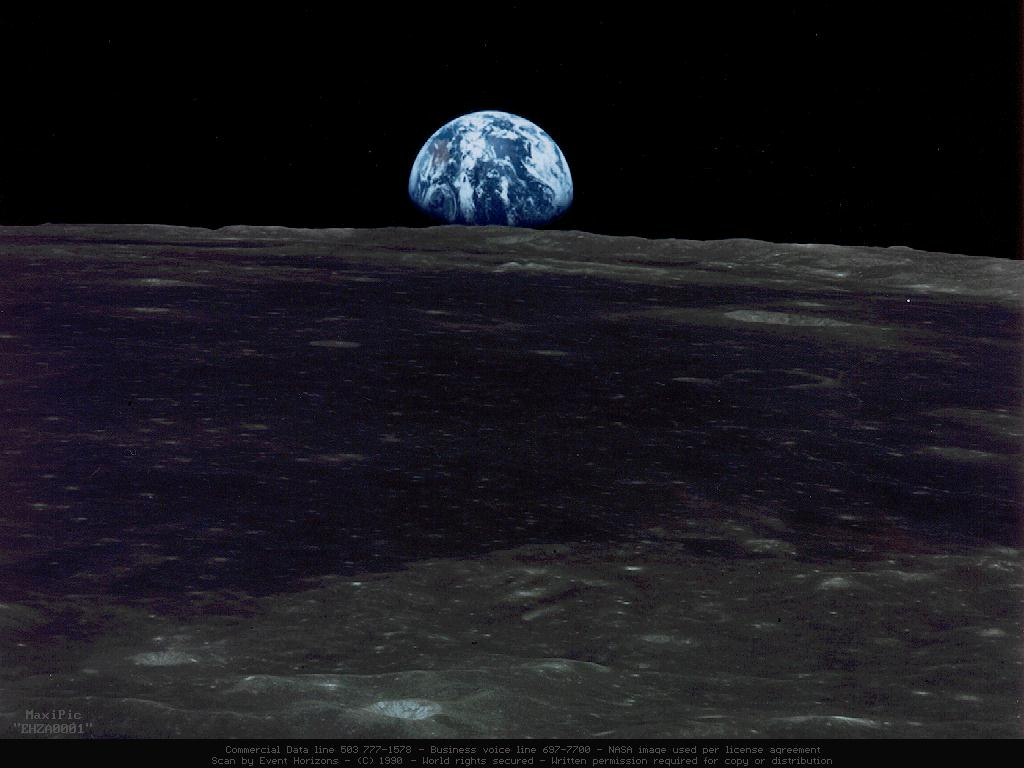 MaxiPic
"EHZA0001"
Commercial Data line 503 777-1578 - Business voice line 697-7700 - NASA image used per license agreement
Scan by Event Horizons - (C) 1990 - World rights secured - Written permission required for copy or distribution